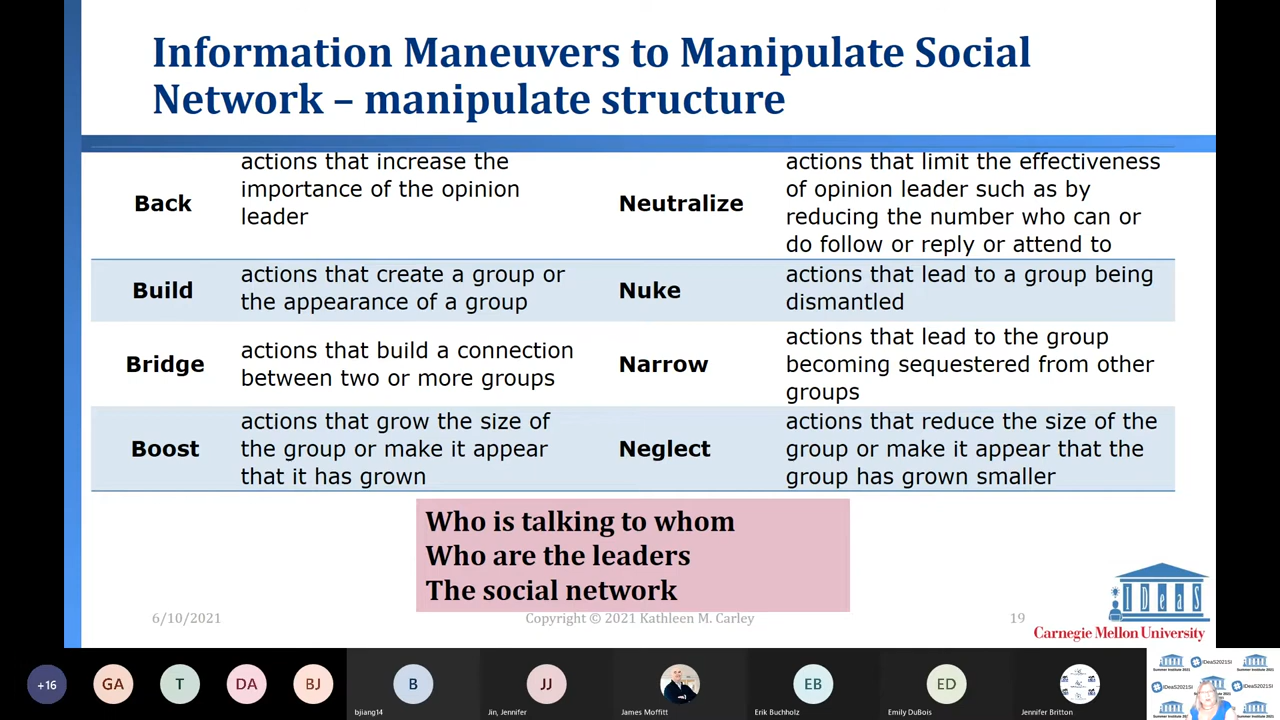 Information Maneuvers to Manipulate Social
Network – manipulate structure
Back
actions that increase the
importance of the opinion
leader
Neutralize
actions that limit the effectiveness
of opinion leader such as by
reducing the number who can or
do follow or reply or attend to
Build
actions that create a group or
the appearance of a group
Nuke
actions that lead to a group being
dismantled
Bridge
actions that build a connection
between two or more groups
Narrow
actions that lead to the group
becoming sequestered from other
groups
Boost
actions that grow the size of
the group or make it appear
that it has grown
Neglect
actions that reduce the size of the
group or make it appear that the
group has grown smaller
Who is talking to whom
Who are the leaders
The social network
6/10/2021
Copyright © 2021 Kathleen M. Carley
19
IDeaS
Carnegie Mellon University
+16
GA
T
DA
BJ
B
bjiang14
JJ
Jin, Jennifer
James Moffitt
EB
Erik Buchholz
ED
Emily DuBois
Jennifer Britton
Summer Institute 2021
#IDeaS2021SI